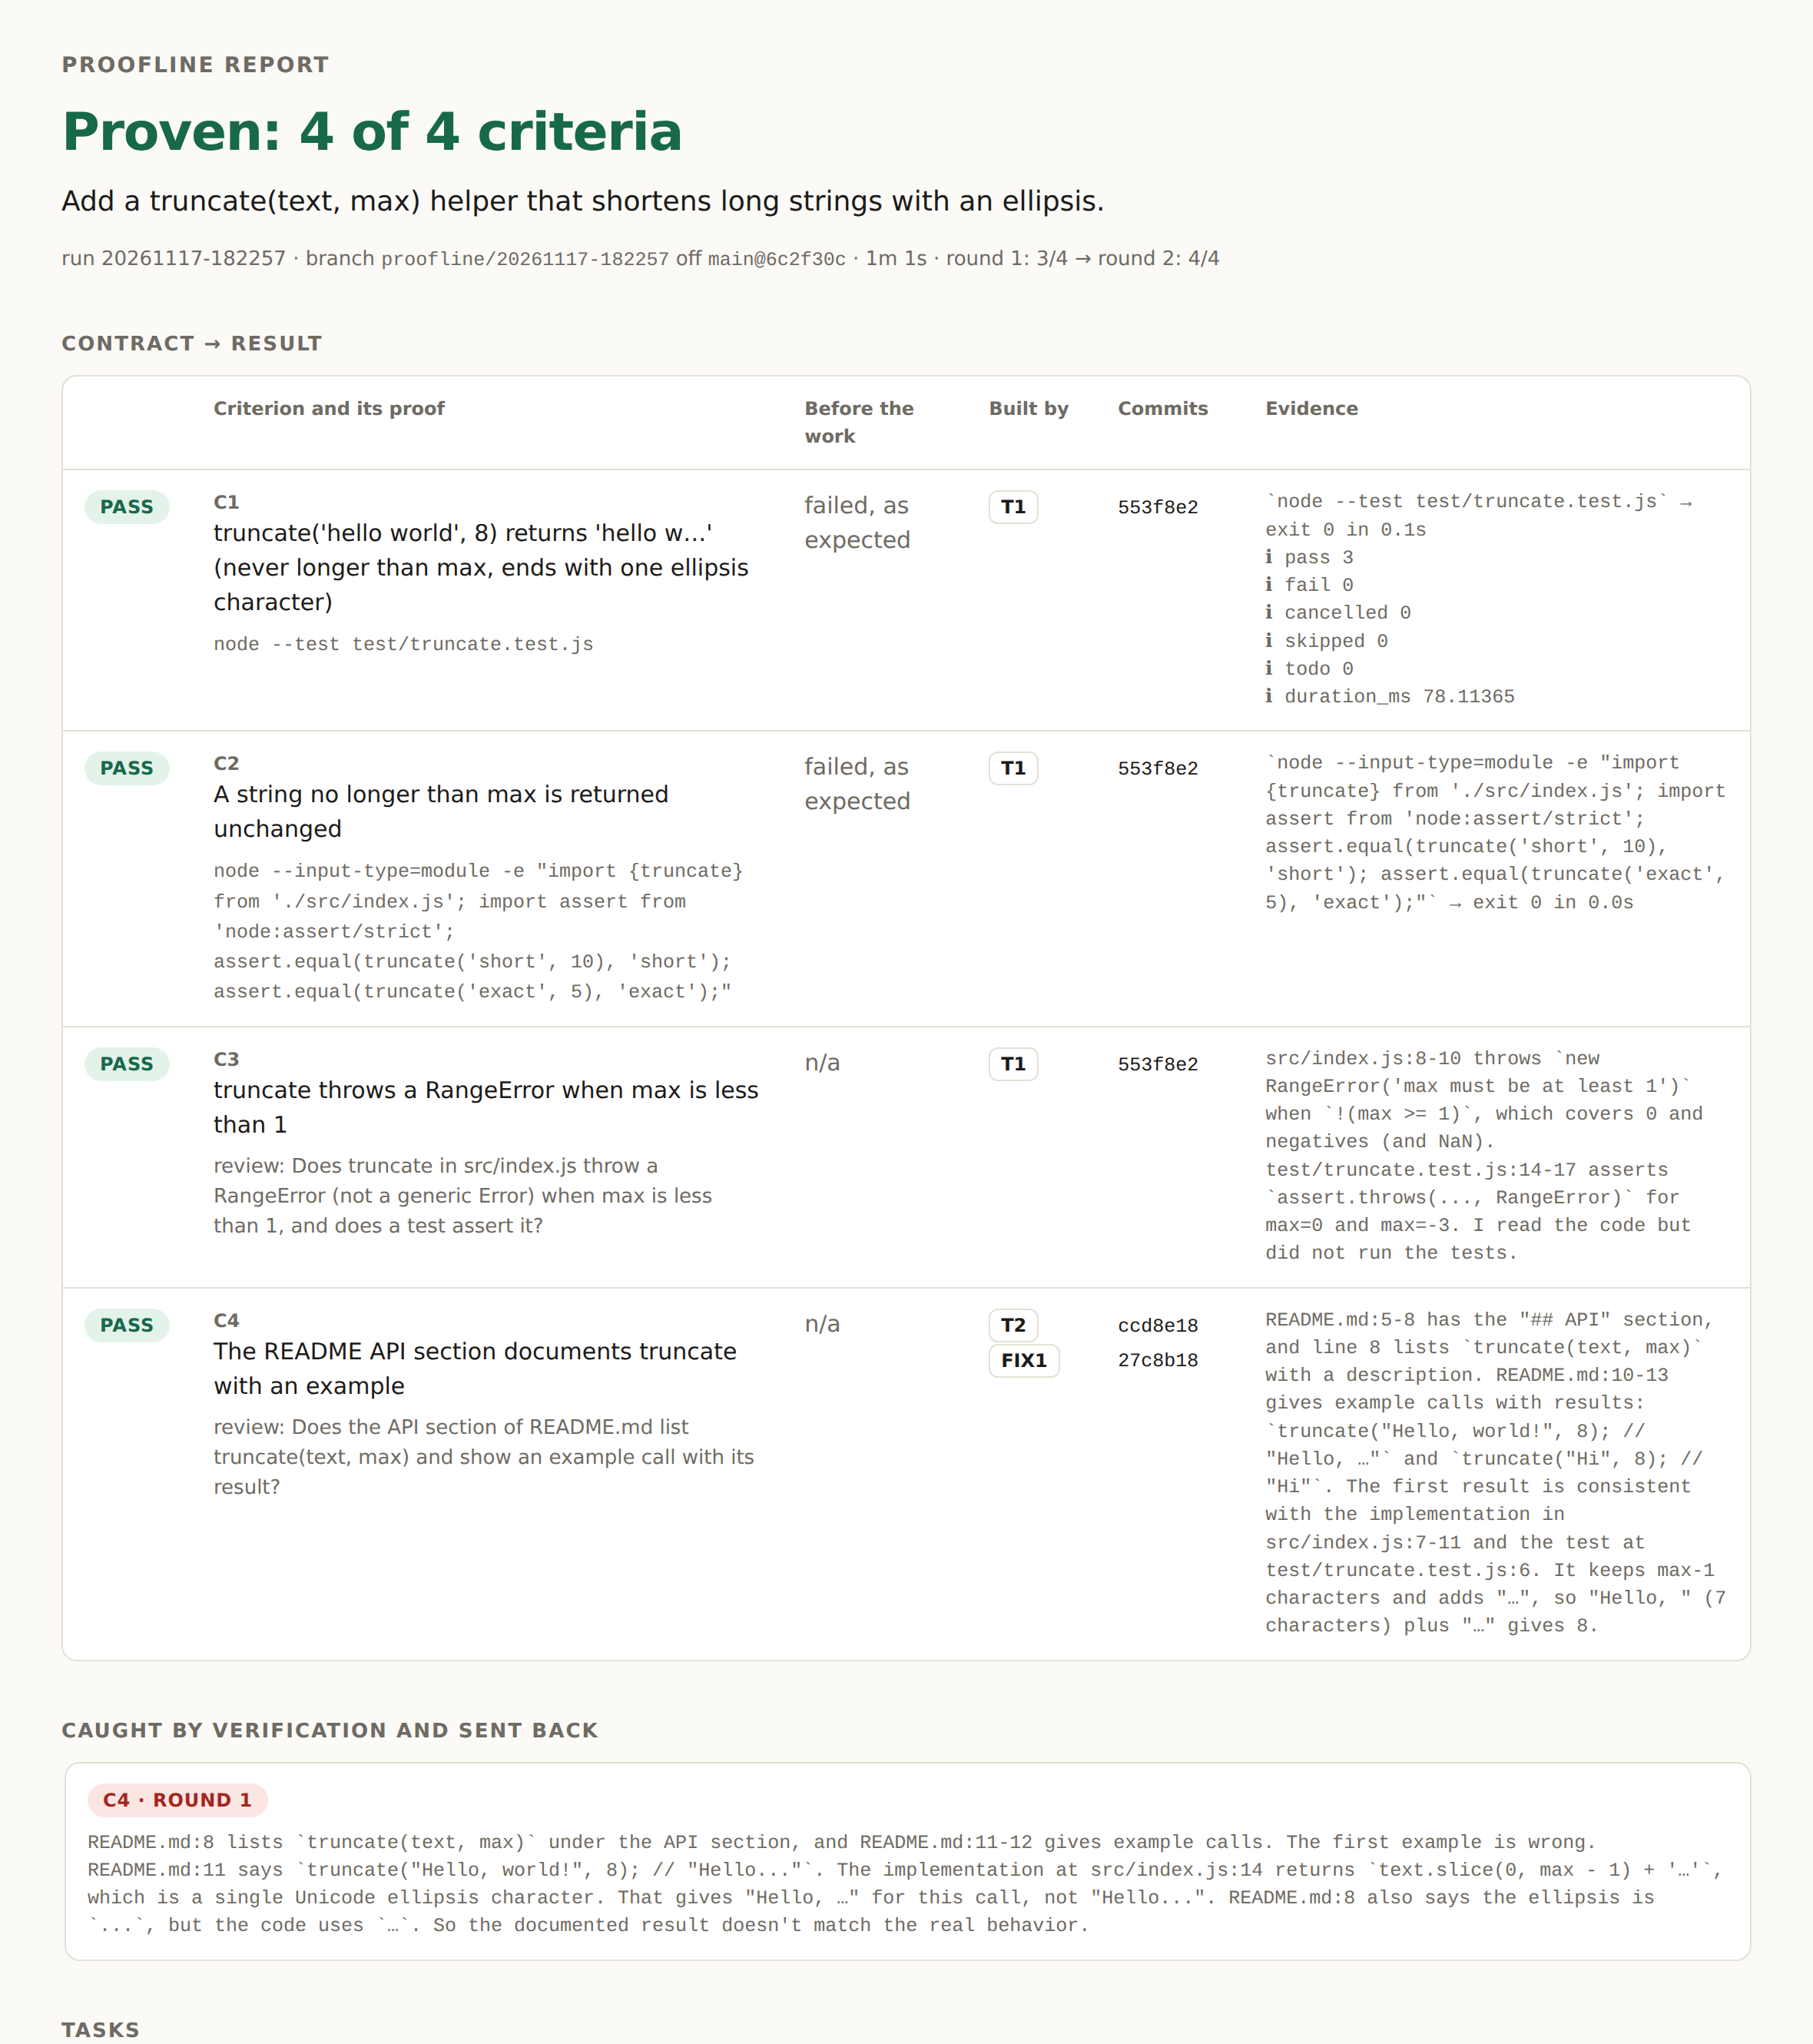 PROOFLINE REPORT
Proven: 4 of 4 criteria
Add a truncate(text, max) helper that shortens long strings with an ellipsis.
run 20261117-182257 · branch proofline/20261117-182257 off main@6c2f30c · 1m 1s · round 1: 3/4 → round 2: 4/4
CONTRACT → RESULT
Criterion and its proof
Before the
work
Built by
Commits
Evidence
PASS
C1
truncate('hello world', 8) returns 'hello w…'
(never longer than max, ends with one ellipsis
character)
node --test test/truncate.test.js
failed, as
expected
T1
553f8e2
`node --test test/truncate.test.js` →
exit 0 in 0.1s
ℹ pass 3
ℹ fail 0
ℹ cancelled 0
ℹ skipped 0
ℹ todo 0
ℹ duration_ms 78.11365
PASS
C2
A string no longer than max is returned
unchanged
node --input-type=module -e "import {truncate}
from './src/index.js'; import assert from
'node:assert/strict';
assert.equal(truncate('short', 10), 'short');
assert.equal(truncate('exact', 5), 'exact');"
failed, as
expected
T1
553f8e2
`node --input-type=module -e "import
{truncate} from './src/index.js'; import
assert from 'node:assert/strict';
assert.equal(truncate('short', 10),
'short'); assert.equal(truncate('exact',
5), 'exact');"` → exit 0 in 0.0s
PASS
C3
truncate throws a RangeError when max is less
than 1
review: Does truncate in src/index.js throw a
RangeError (not a generic Error) when max is less
than 1, and does a test assert it?
n/a
T1
553f8e2
src/index.js:8-10 throws `new
RangeError('max must be at least 1')`
when `!(max >= 1)`, which covers 0 and
negatives (and NaN).
test/truncate.test.js:14-17 asserts
`assert.throws(..., RangeError)` for
max=0 and max=-3. I read the code but
did not run the tests.
PASS
C4
The README API section documents truncate
with an example
review: Does the API section of README.md list
truncate(text, max) and show an example call with its
result?
n/a
T2
FIX1
ccd8e18
27c8b18
README.md:5-8 has the "## API" section,
and line 8 lists `truncate(text, max)`
with a description. README.md:10-13
gives example calls with results:
`truncate("Hello, world!", 8); //
"Hello, …"` and `truncate("Hi", 8); //
"Hi"`. The first result is consistent
with the implementation in
src/index.js:7-11 and the test at
test/truncate.test.js:6. It keeps max-1
characters and adds "…", so "Hello, " (7
characters) plus "…" gives 8.
CAUGHT BY VERIFICATION AND SENT BACK
C4 · ROUND 1
README.md:8 lists `truncate(text, max)` under the API section, and README.md:11-12 gives example calls. The first example is wrong.
README.md:11 says `truncate("Hello, world!", 8); // "Hello..."`. The implementation at src/index.js:14 returns `text.slice(0, max - 1) + '…'`,
which is a single Unicode ellipsis character. That gives "Hello, …" for this call, not "Hello...". README.md:8 also says the ellipsis is
`...`, but the code uses `…`. So the documented result doesn't match the real behavior.
TASKS